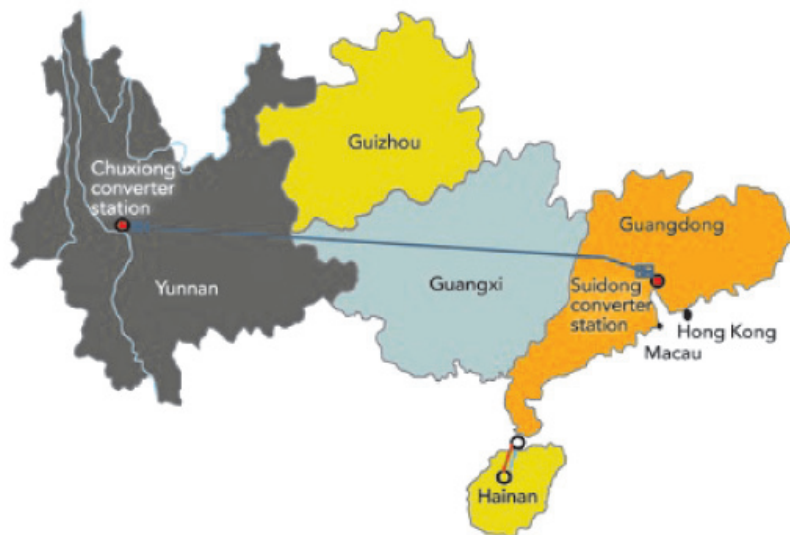 Guizhou
Chuxiong
converter
station
Guangdong
Yunnan
Guangxi
Suidong
converter
station
Hong Kong
Macau
Hainan